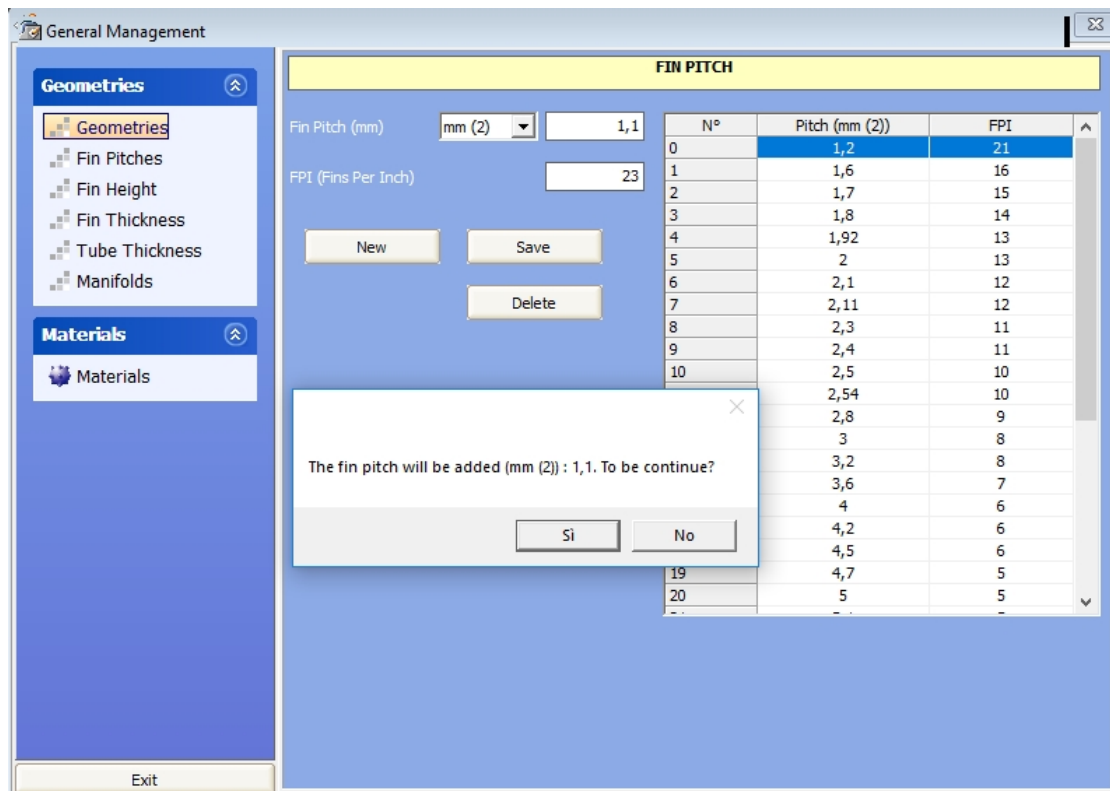 General Management
Geometries
Geometries
Fin Pitches
Fin Height
Fin Thickness
Tube Thickness
Manifolds
Materials
Materials
Exit
FIN PITCH
Fin Pitch (mm) mm (2) 1,1
FPI (Fins Per Inch) 23
New Save
Delete
N° Pitch (mm (2)) FPI
0 1,2 21
1 1,6 16
2 1,7 15
3 1,8 14
4 1,92 13
5 2 13
6 2,1 12
7 2,11 12
8 2,3 11
9 2,4 11
10 2,5 10
2,54 10
2,8 9
3 8
3,2 8
3,6 7
4 6
4,2 6
4,5 6
19 4,7 5
20 5 5
The fin pitch will be added (mm (2)) : 1,1. To be continue?
Sì No